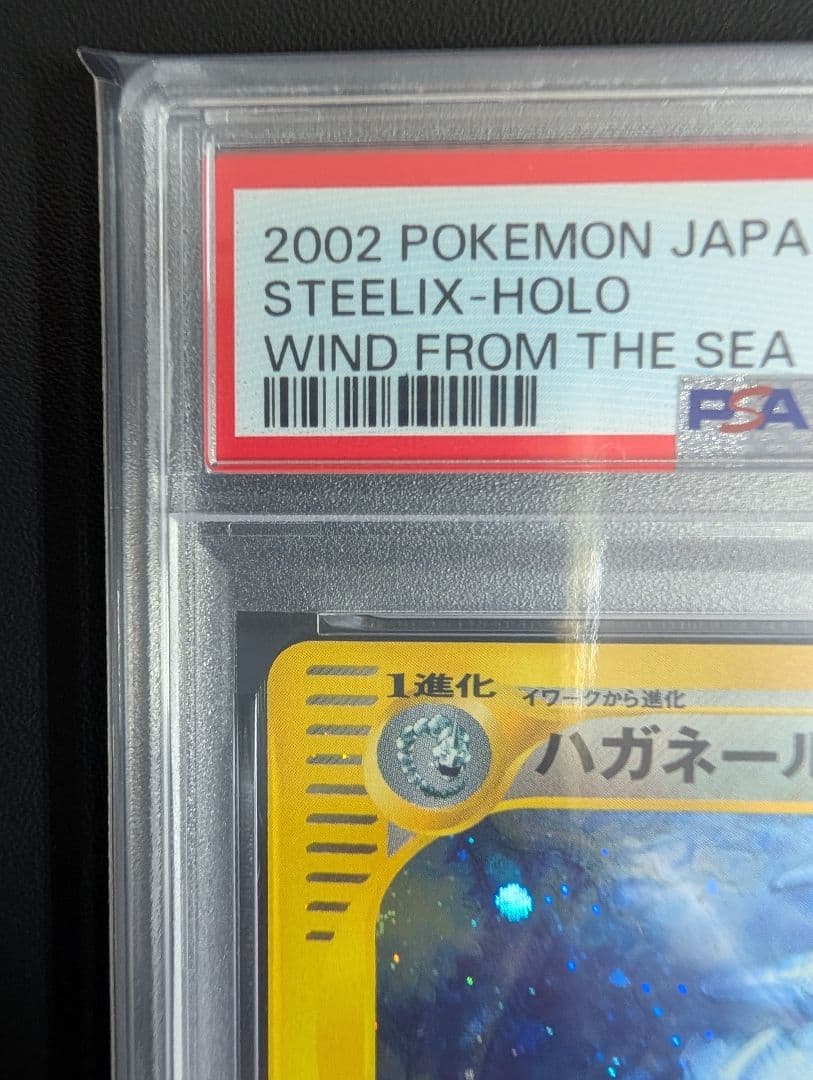 2002 POKEMON JAPA
STEELIX-HOLO
WIND FROM THE SEA
PSA
1進化
イワークから進化
ハガネール